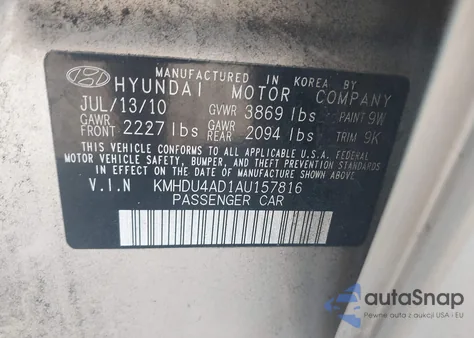 MANUFACTURED IN KOREA BY
HYUNDAI MOTOR COMPANY
JUL/13/10 GVWR 3869 lbs PAINT 9W
GAWR FRONT 2227 lbs GAWR REAR 2094 lbs TRIM 9K
THIS VEHICLE CONFORMS TO ALL APPLICABLE U.S.A. FEDERAL
MOTOR VEHICLE SAFETY, BUMPER, AND THEFT PREVENTION STANDARDS
IN EFFECT ON THE DATE OF MANUFACTURE SHOWN ABOVE.
V.I.N KMHDU4AD1AU157816
PASSENGER CAR
autaSnap
Pewne auta z aukcji USA i EU